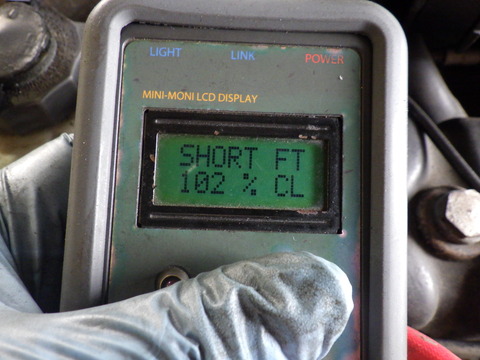 LIGHT LINK POWER
MINI-MONI LCD DISPLAY
SHORT FT
102 % CL